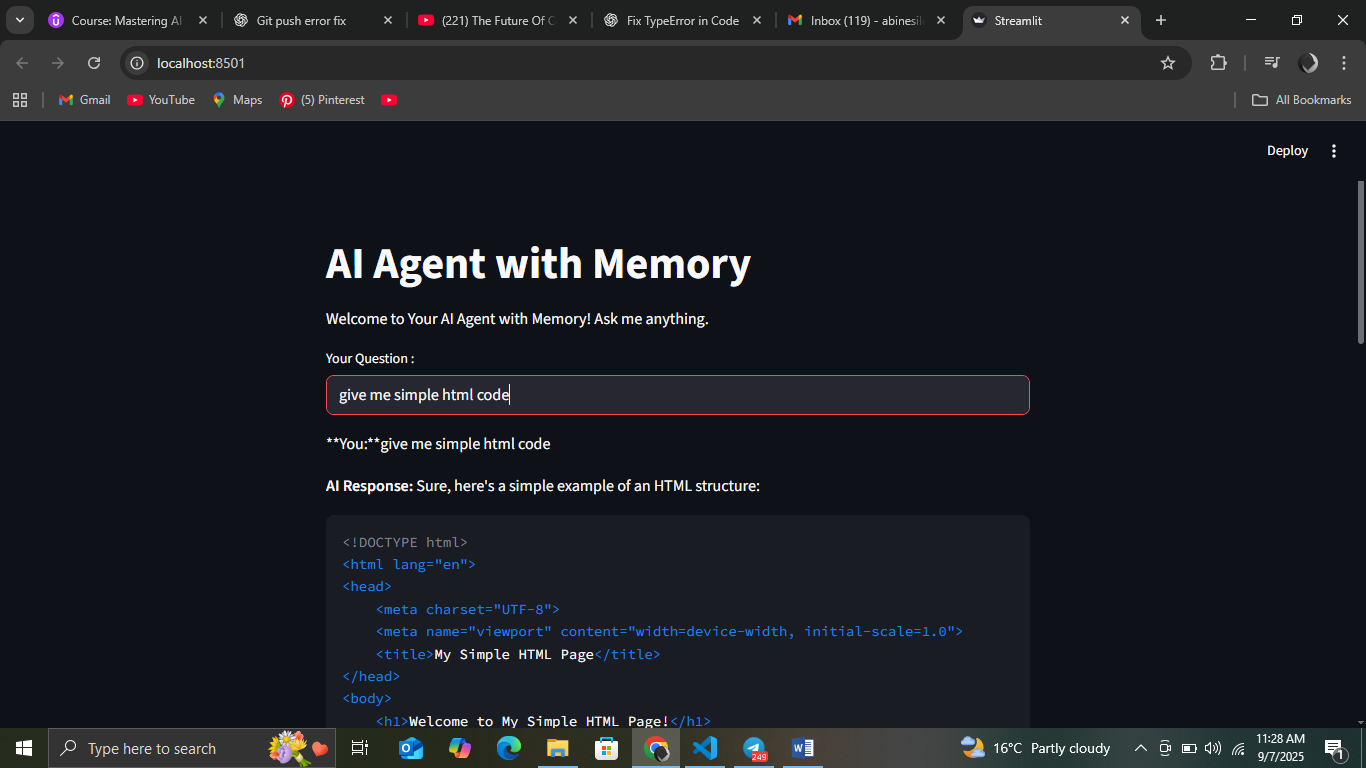 Course: Mastering AI
Git push error fix
(221) The Future Of C
Fix TypeError in Code
Inbox (119) - abinesil
Streamlit
localhost:8501
Gmail
YouTube
Maps
(5) Pinterest
All Bookmarks
Deploy
AI Agent with Memory
Welcome to Your AI Agent with Memory! Ask me anything.
Your Question :
give me simple html code
**You:**give me simple html code
AI Response: Sure, here's a simple example of an HTML structure:
<!DOCTYPE html>
<html lang="en">
<head>
    <meta charset="UTF-8">
    <meta name="viewport" content="width=device-width, initial-scale=1.0">
    <title>My Simple HTML Page</title>
</head>
<body>
    <h1>Welcome to My Simple HTML Page!</h1>
Type here to search
249
16°C Partly cloudy
11:28 AM
9/7/2025
1